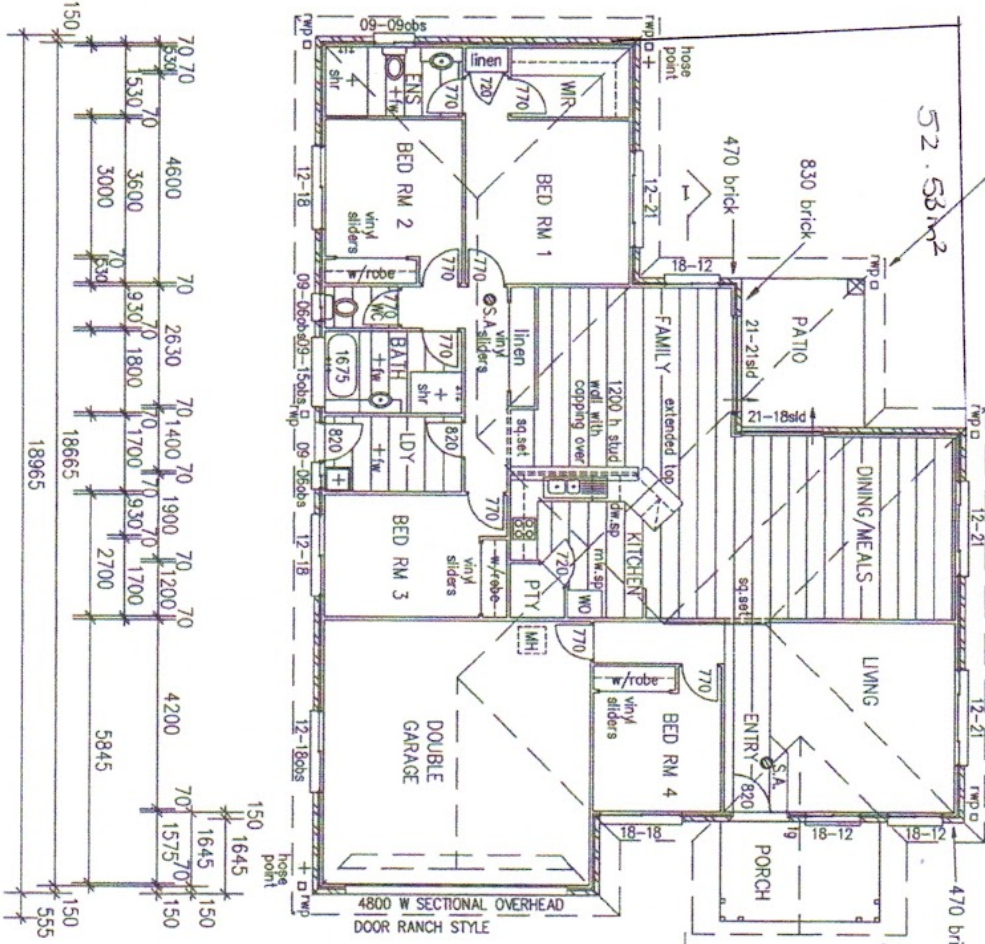 150
18965
18665
70
530
530
70
70
70
4600
3600
3000
70
530
70
930
70
2630
1800
70
1400
1700
70
1900
930
70
2700
70
1700
1200
70
4200
5845
70
1575
70
1645
1645
150
150
150
150
555
rwp
09-09obs
rwp
hose
point
52.53m²
shr
ENS
fw
770
linen
720
770
WIR
BED RM 2
12-18
vinyl
sliders
w/robe
770
BED RM 1
12-21
770
1
470 brick
830 brick
18-12
rwp
PATIO
21-21sld
21-18sld
rwp
09-06obs
WC
770
S.A.
vinyl
sliders
linen
09-15obs
1675
BATH
fw
770
shr
rwp
FAMILY
1200 h stud
wall with
capping over
extended top
sq.set
820
LDY
fw
820
09-06obs
12-18
BED RM 3
770
vinyl
sliders
w/robe
KITCHEN
dw.sp
mw.sp
720
PTY
WO
DINING/MEALS
12-21
sq.set
MH
770
w/robe
vinyl
sliders
770
BED RM 4
LIVING
12-21
ENTRY
S.A.
820
DOUBLE
GARAGE
12-18obs
hose
point
rwp
4800 W SECTIONAL OVERHEAD
DOOR RANCH STYLE
18-18
18-12
18-12
rwp
PORCH
470 bri